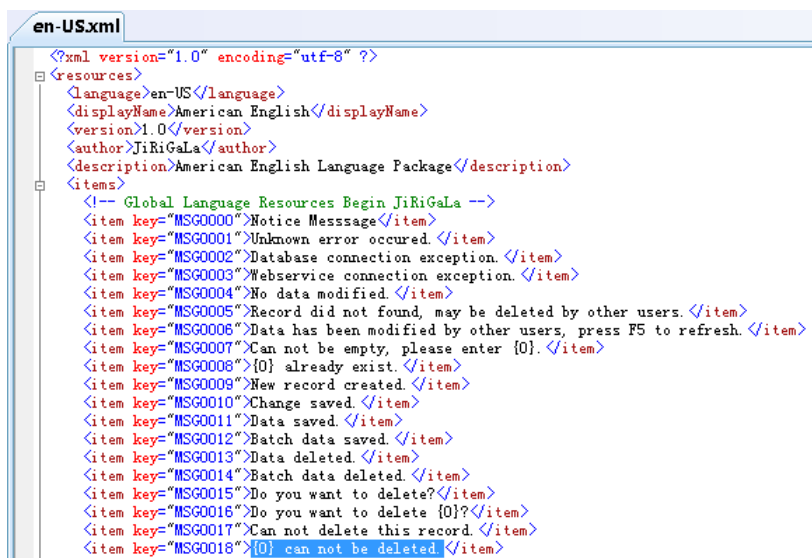 en-US.xml
<?xml version="1.0" encoding="utf-8" ?>
<resources>
<language>en-US</language>
<displayName>American English</displayName>
<version>1.0</version>
<author>JiRiGaLa</author>
<description>American English Language Package</description>
<items>
<!-- Global Language Resources Begin JiRiGaLa -->
<item key="MSG0000">Notice Messsage</item>
<item key="MSG0001">Unknown error occured.</item>
<item key="MSG0002">Database connection exception.</item>
<item key="MSG0003">Webservice connection exception.</item>
<item key="MSG0004">No data modified.</item>
<item key="MSG0005">Record did not found, may be deleted by other users.</item>
<item key="MSG0006">Data has been modified by other users, press F5 to refresh.</item>
<item key="MSG0007">Can not be empty, please enter {0}.</item>
<item key="MSG0008">{0} already exist.</item>
<item key="MSG0009">New record created.</item>
<item key="MSG0010">Change saved.</item>
<item key="MSG0011">Data saved.</item>
<item key="MSG0012">Batch data saved.</item>
<item key="MSG0013">Data deleted.</item>
<item key="MSG0014">Batch data deleted.</item>
<item key="MSG0015">Do you want to delete?</item>
<item key="MSG0016">Do you want to delete {0}?</item>
<item key="MSG0017">Can not delete this record.</item>
<item key="MSG0018">{0} can not be deleted.</item>